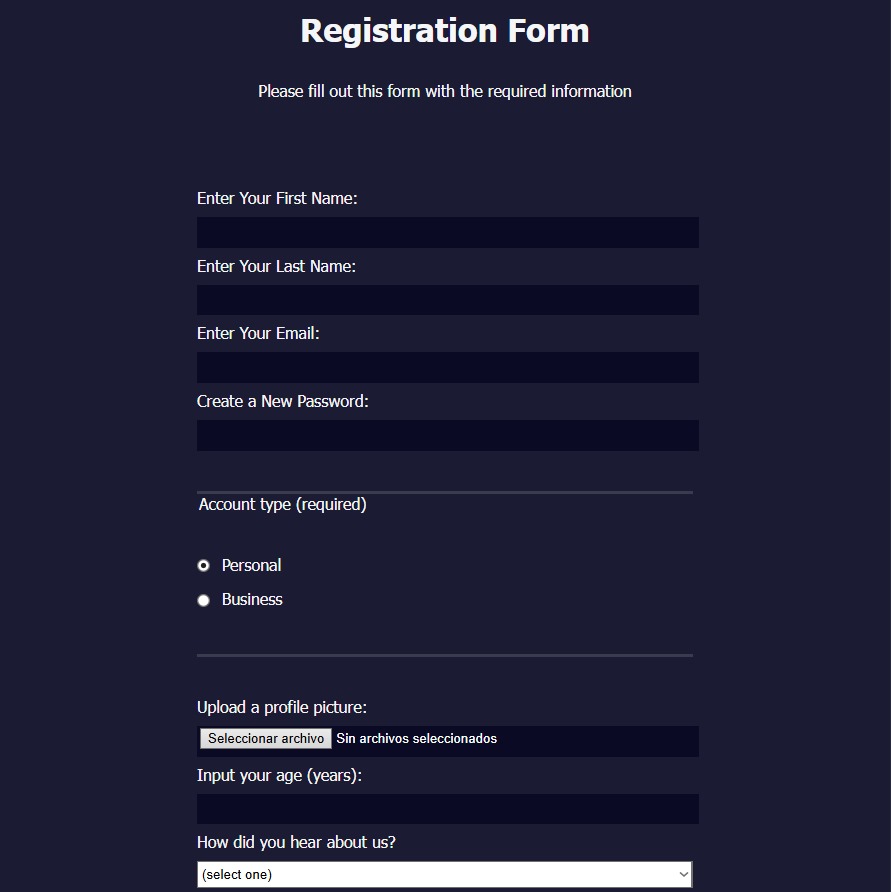 Registration Form
Please fill out this form with the required information
Enter Your First Name:
Enter Your Last Name:
Enter Your Email:
Create a New Password:
Account type (required)
Personal
Business
Upload a profile picture:
Seleccionar archivo Sin archivos seleccionados
Input your age (years):
How did you hear about us?
(select one)